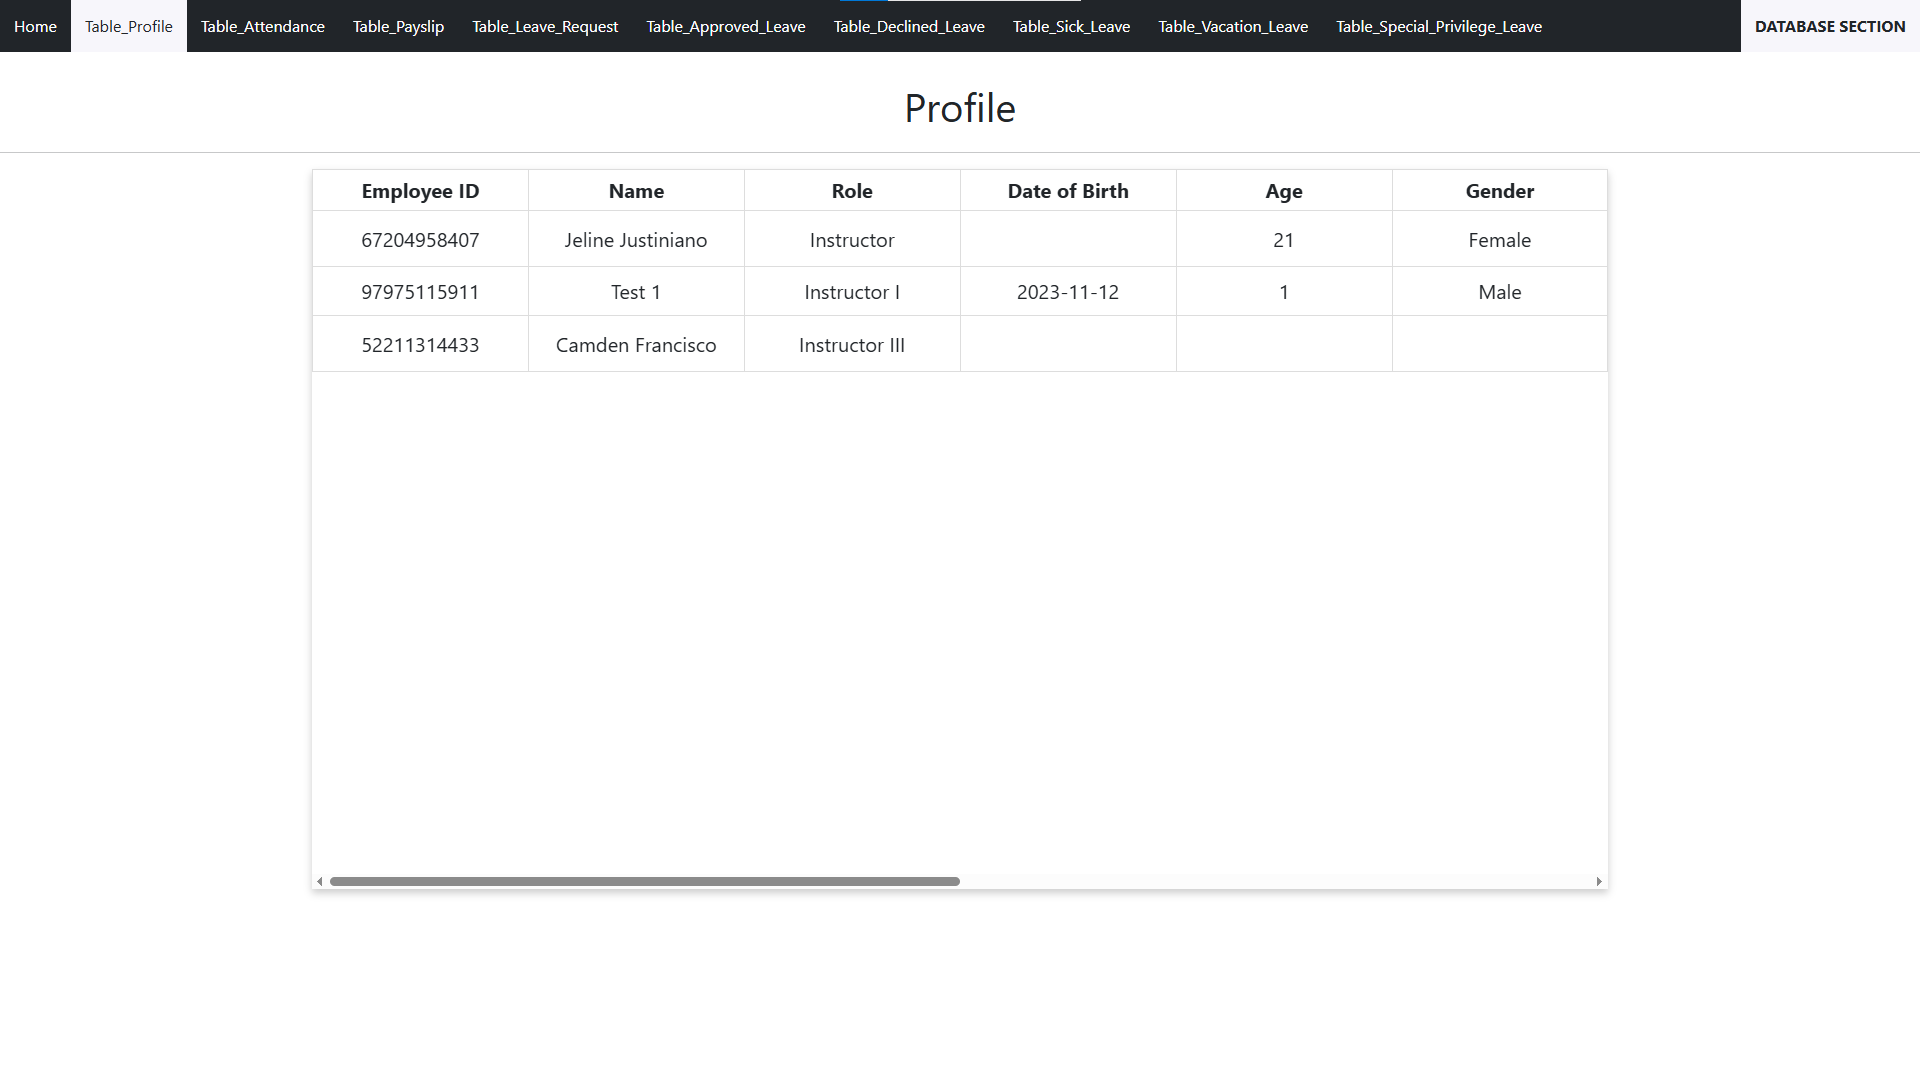 Home Table_Profile Table_Attendance Table_Payslip Table_Leave_Request Table_Approved_Leave Table_Declined_Leave Table_Sick_Leave Table_Vacation_Leave Table_Special_Privilege_Leave DATABASE SECTION
Profile
Employee ID Name Role Date of Birth Age Gender
67204958407 Jeline Justiniano Instructor 21 Female
97975115911 Test 1 Instructor I 2023-11-12 1 Male
52211314433 Camden Francisco Instructor III